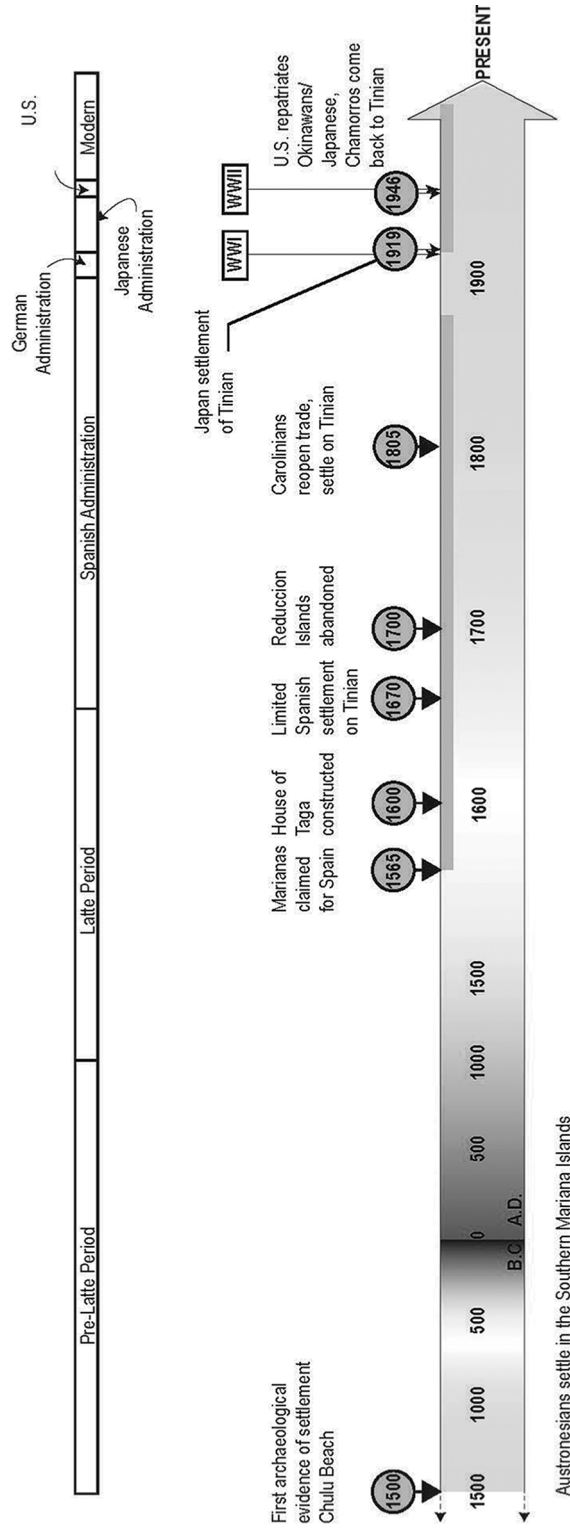 Pre-Latte Period
Latte Period
Spanish Administration
German
Administration
Japanese
Administration
Modern
U.S.
First archaeological
evidence of settlement
Chulu Beach
Marianas
claimed
for Spain
House of
Taga
constructed
Limited
Spanish
settlement
on Tinian
Reduccion
Islands
abandoned
Carolinians
reopen trade,
settle on Tinian
Japan settlement
of Tinian
WWI
WWII
U.S. repatriates
Okinawans/
Japanese,
Chamorros come
back to Tinian
1500
1565
1600
1670
1700
1805
1919
1946
1500
1000
500
0
500
1000
1500
1600
1700
1800
1900
PRESENT
B.C. A.D.
Austronesians settle in the Southern Mariana Islands